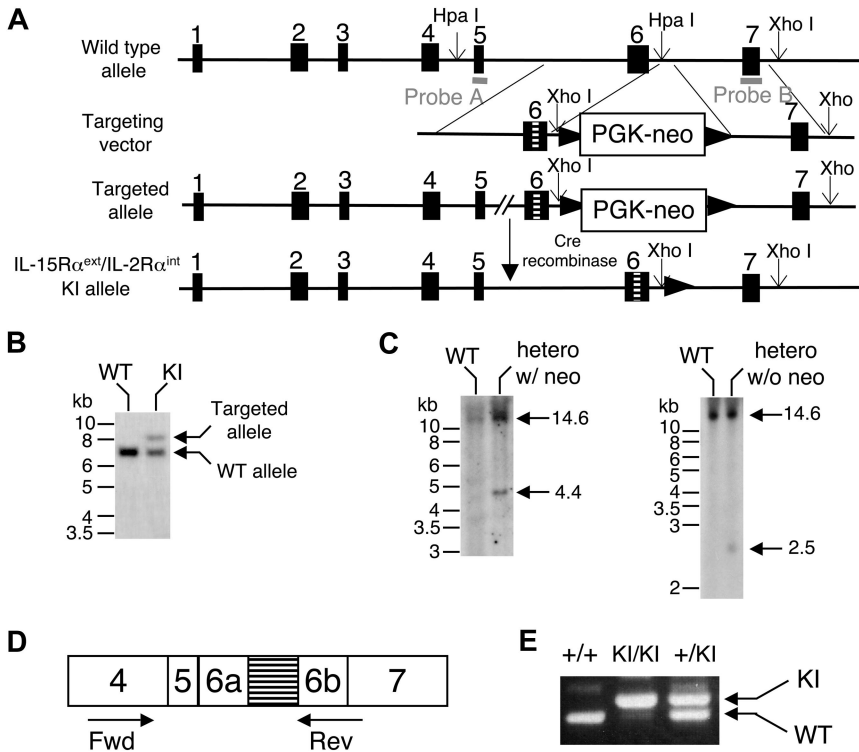 A
Wild type
allele
1 2 3 4 Hpa I 5 6 Hpa I 7 Xho I
Probe A Probe B
Targeting
vector
6 Xho I PGK-neo 7 Xho
Targeted
allele
1 2 3 4 5 6 Xho I PGK-neo 7 Xho
Cre
recombinase
IL-15Rα^ext/IL-2Rα^int
KI allele
1 2 3 4 5 6 Xho I 7 Xho I
B
WT KI
kb
10
8
6
5
4
3.5
Targeted
allele
WT allele
C
WT hetero
w/ neo
kb
10
8
6
5
4
3.5
3
14.6
4.4
WT hetero
w/o neo
kb
10
8
6
5
4
3.5
3
2
14.6
2.5
D
4 5 6a 6b 7
Fwd Rev
E
+/+ KI/KI +/KI
KI
WT